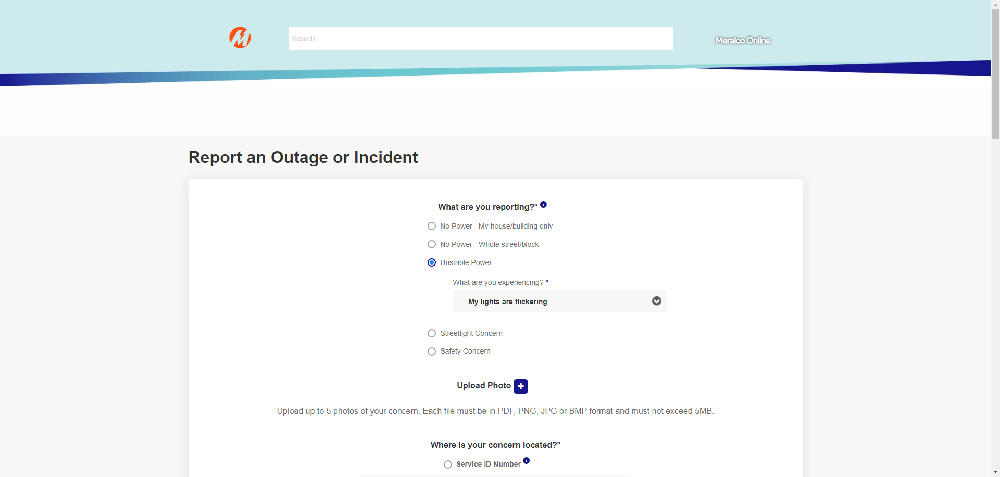 Search ...
Meralco Online
Report an Outage or Incident
What are you reporting?*
No Power - My house/building only
No Power - Whole street/block
Unstable Power
What are you experiencing? *
My lights are flickering
Streetlight Concern
Safety Concern
Upload Photo
Upload up to 5 photos of your concern. Each file must be in PDF, PNG, JPG or BMP format and must not exceed 5MB.
Where is your concern located?*
Service ID Number